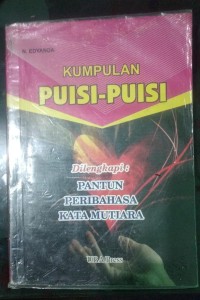 KUMPULAN
PUISI-PUISI
Dilengkapi :
PANTUN
PERIBAHASA
KATA MUTIARA